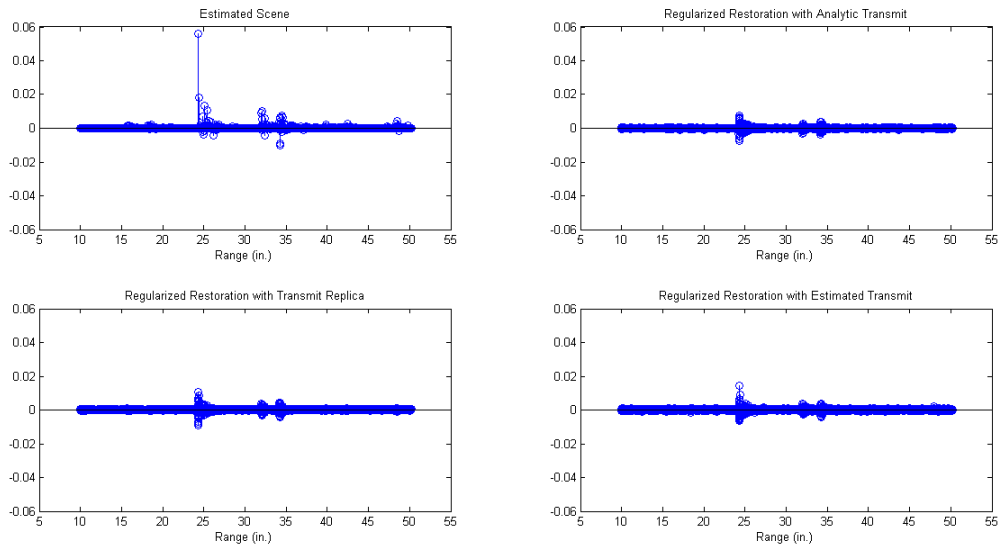 Estimated Scene
0.06
0.04
0.02
0
-0.02
-0.04
-0.06
5 10 15 20 25 30 35 40 45 50 55
Range (in.)
Regularized Restoration with Analytic Transmit
0.06
0.04
0.02
0
-0.02
-0.04
-0.06
5 10 15 20 25 30 35 40 45 50 55
Range (in.)
Regularized Restoration with Transmit Replica
0.06
0.04
0.02
0
-0.02
-0.04
-0.06
5 10 15 20 25 30 35 40 45 50 55
Range (in.)
Regularized Restoration with Estimated Transmit
0.06
0.04
0.02
0
-0.02
-0.04
-0.06
5 10 15 20 25 30 35 40 45 50 55
Range (in.)